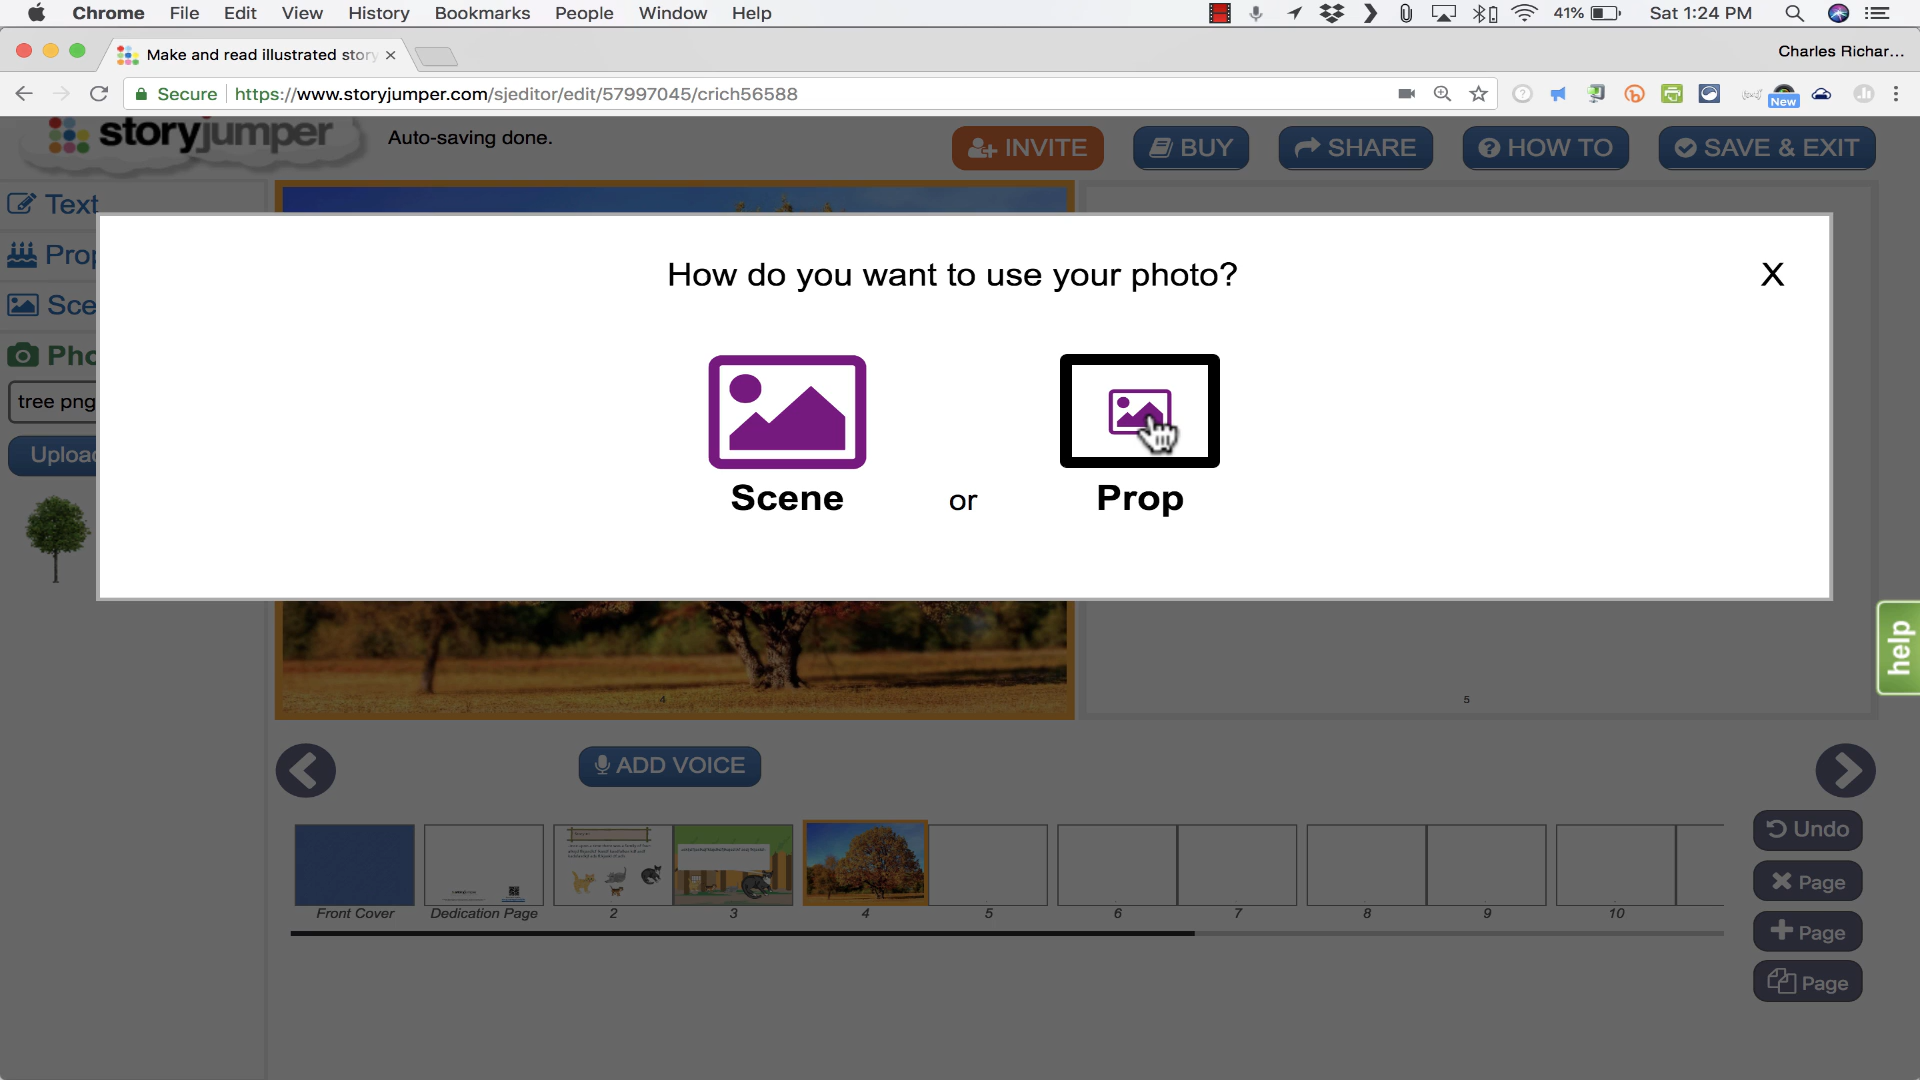 Chrome File Edit View History Bookmarks People Window Help
41% Sat 1:24 PM
Make and read illustrated story
Charles Richar...
Secure https://www.storyjumper.com/sjeditor/edit/57997045/crich56588
New
storyjumper
Auto-saving done.
INVITE BUY SHARE HOW TO SAVE & EXIT
Text
Prop
Sce
Pho
tree png
Upload
How do you want to use your photo?
X
Scene or Prop
help
4
5
ADD VOICE
Undo
Page
Page
Page
Front Cover Dedication Page 2 3 4 5 6 7 8 9 10